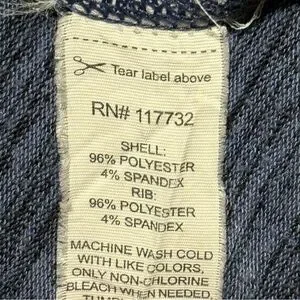 Tear label above
RN# 117732
SHELL:
96% POLYESTER
4% SPANDEX
RIB:
96% POLYESTER
4% SPANDEX
MACHINE WASH COLD
WITH LIKE COLORS,
ONLY NON-CHLORINE
BLEACH WHEN NEEDED